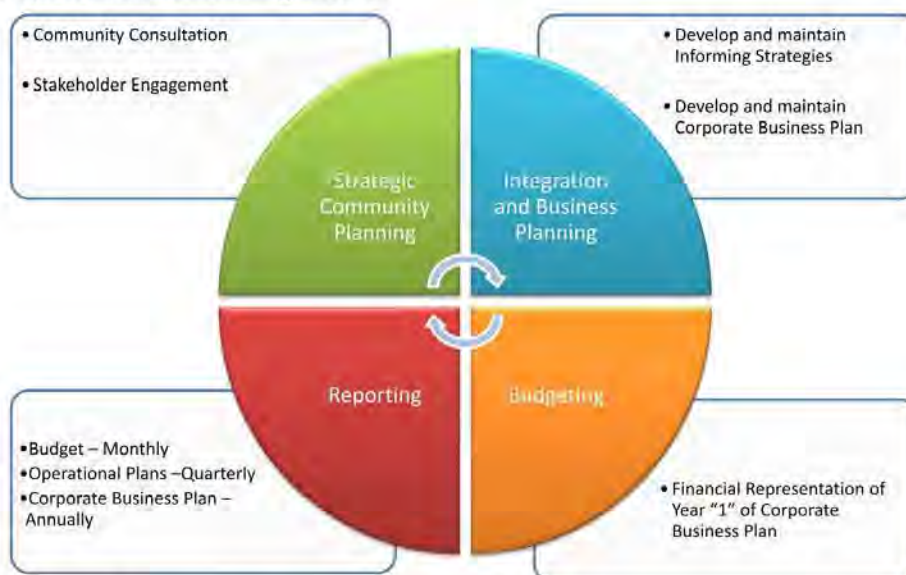 • Community Consultation
• Stakeholder Engagement
• Develop and maintain
Informing Strategies
• Develop and maintain
Corporate Business Plan
Strategic
Community
Planning
Integration
and Business
Planning
Reporting
Budgeting
•Budget – Monthly
•Operational Plans –Quarterly
•Corporate Business Plan –
Annually
• Financial Representation of
Year "1" of Corporate
Business Plan